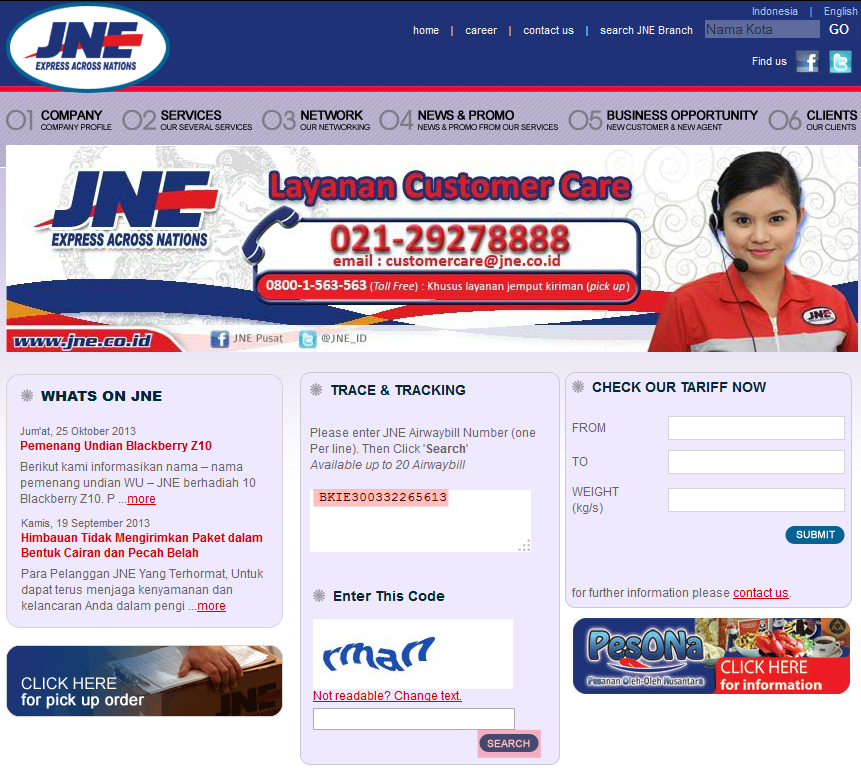 Indonesia | English
home | career | contact us | search JNE Branch Nama Kota GO
JNE
EXPRESS ACROSS NATIONS
Find us
01 COMPANY
COMPANY PROFILE
02 SERVICES
OUR SEVERAL SERVICES
03 NETWORK
OUR NETWORKING
04 NEWS & PROMO
NEWS & PROMO FROM OUR SERVICES
05 BUSINESS OPPORTUNITY
NEW CUSTOMER & NEW AGENT
06 CLIENTS
OUR CLIENTS
JNE
EXPRESS ACROSS NATIONS
Layanan Customer Care
021-29278888
email : customercare@jne.co.id
0800-1-563-563 (Toll Free) : Khusus layanan jemput kiriman (pick up)
JNE
www.jne.co.id
JNE Pusat
@JNE_ID
WHATS ON JNE
Jum'at, 25 Oktober 2013
Pemenang Undian Blackberry Z10
Berikut kami informasikan nama – nama
pemenang undian WU – JNE berhadiah 10
Blackberry Z10. P ...more
Kamis, 19 September 2013
Himbauan Tidak Mengirimkan Paket dalam
Bentuk Cairan dan Pecah Belah
Para Pelanggan JNE Yang Terhormat, Untuk
dapat terus menjaga kenyamanan dan
kelancaran Anda dalam pengi ...more
CLICK HERE
for pick up order
JNE
TRACE & TRACKING
Please enter JNE Airwaybill Number (one
Per line). Then Click 'Search'
Available up to 20 Airwaybill
BKIE300332265613
Enter This Code
rman
Not readable? Change text.
SEARCH
CHECK OUR TARIFF NOW
FROM
TO
WEIGHT
(kg/s)
SUBMIT
for further information please contact us.
PesONa
Pesanan Oleh-Oleh Nusantara
CLICK HERE
for information